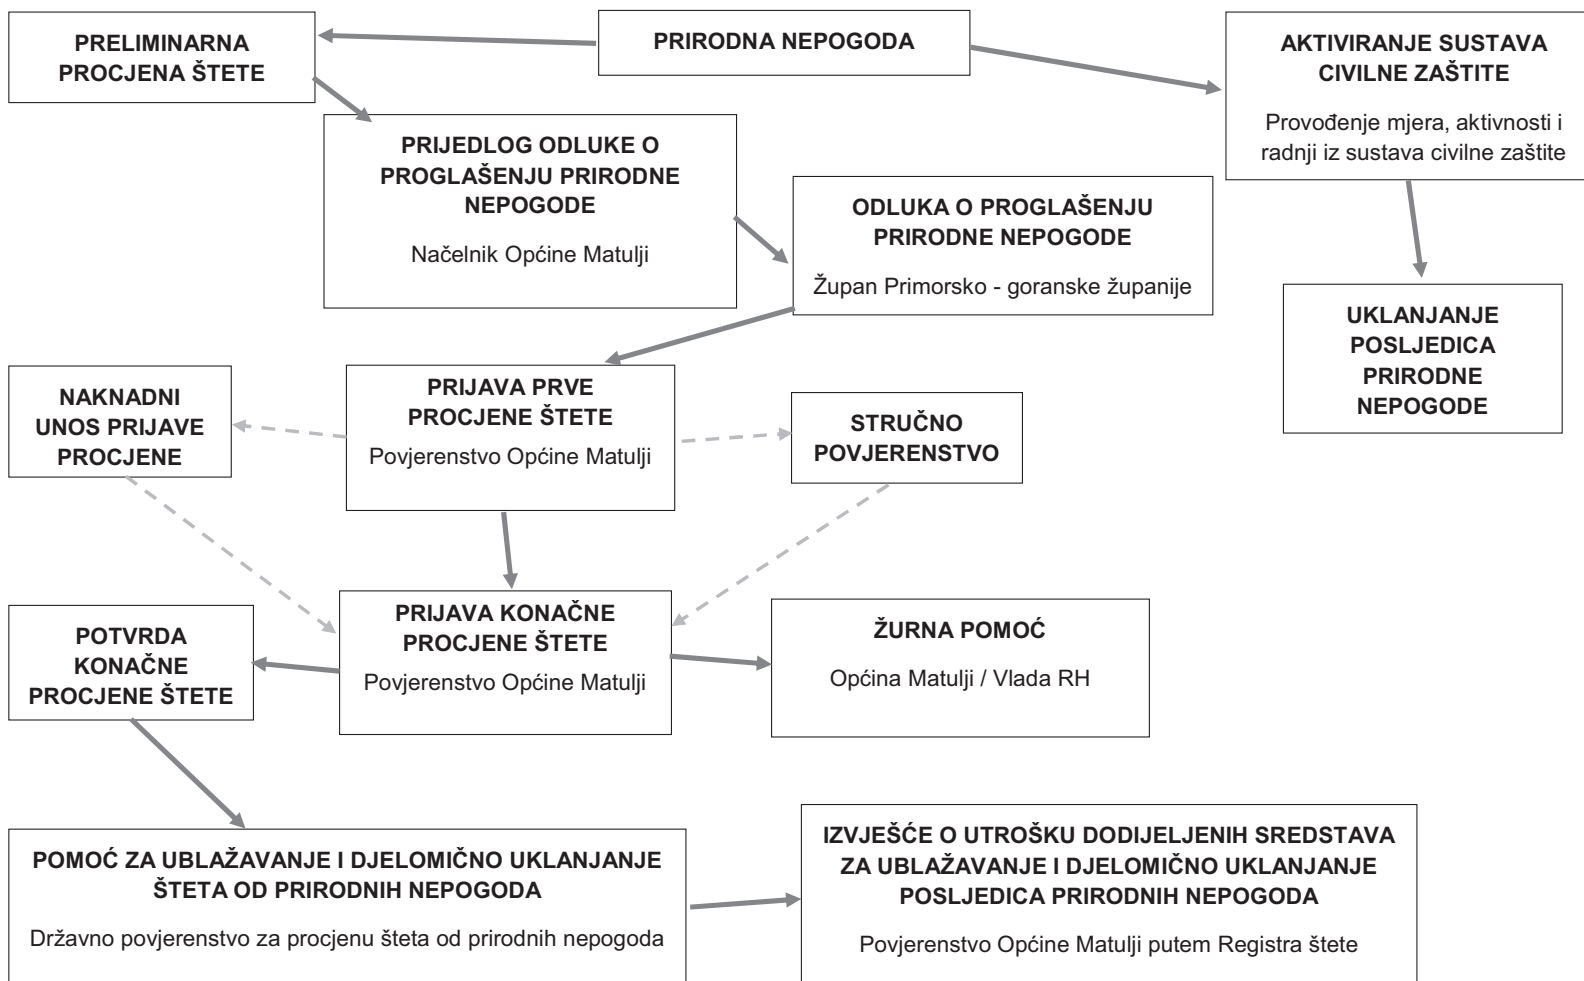 PRELIMINARNA
PROCJENA ŠTETE
PRIRODNA NEPOGODA
AKTIVIRANJE SUSTAVA
CIVILNE ZAŠTITE
Provođenje mjera, aktivnosti i
radnji iz sustava civilne zaštite
PRIJEDLOG ODLUKE O
PROGLAŠENJU PRIRODNE
NEPOGODE
Načelnik Općine Matulji
ODLUKA O PROGLAŠENJU
PRIRODNE NEPOGODE
Župan Primorsko - goranske županije
UKLANJANJE
POSLJEDICA
PRIRODNE
NEPOGODE
NAKNADNI
UNOS PRIJAVE
PROCJENE
PRIJAVA PRVE
PROCJENE ŠTETE
Povjerenstvo Općine Matulji
STRUČNO
POVJERENSTVO
POTVRDA
KONAČNE
PROCJENE ŠTETE
PRIJAVA KONAČNE
PROCJENE ŠTETE
Povjerenstvo Općine Matulji
ŽURNA POMOĆ
Općina Matulji / Vlada RH
POMOĆ ZA UBLAŽAVANJE I DJELOMIČNO UKLANJANJE
ŠTETA OD PRIRODNIH NEPOGODA
Državno povjerenstvo za procjenu šteta od prirodnih nepogoda
IZVJEŠĆE O UTROŠKU DODIJELJENIH SREDSTAVA
ZA UBLAŽAVANJE I DJELOMIČNO UKLANJANJE
POSLJEDICA PRIRODNIH NEPOGODA
Povjerenstvo Općine Matulji putem Registra štete